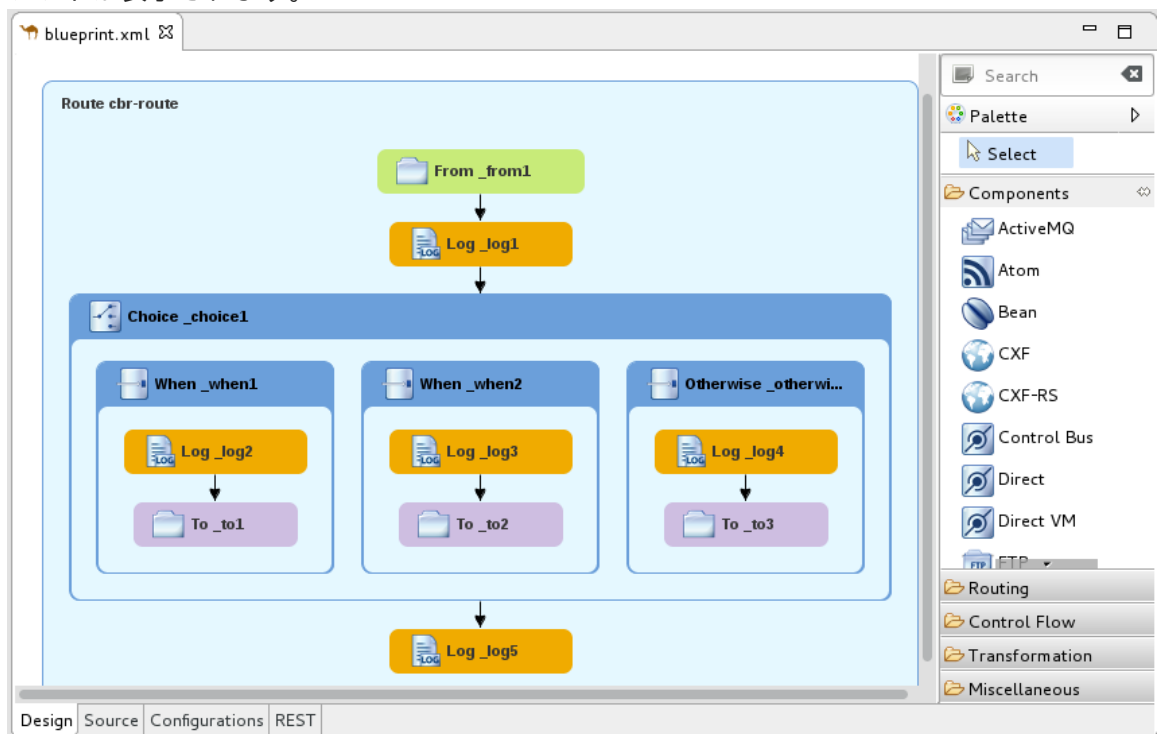 blueprint.xml
Search
Route cbr-route
Palette
From _from1
Select
Components
Log _log1
ActiveMQ
Atom
Choice _choice1
Bean
CXF
When _when1
When _when2
Otherwise _otherwi...
CXF-RS
Log _log2
Log _log3
Log _log4
Control Bus
Direct
To _to1
To _to2
To _to3
Direct VM
FTP
Routing
Control Flow
Log _log5
Transformation
Miscellaneous
Design Source Configurations REST